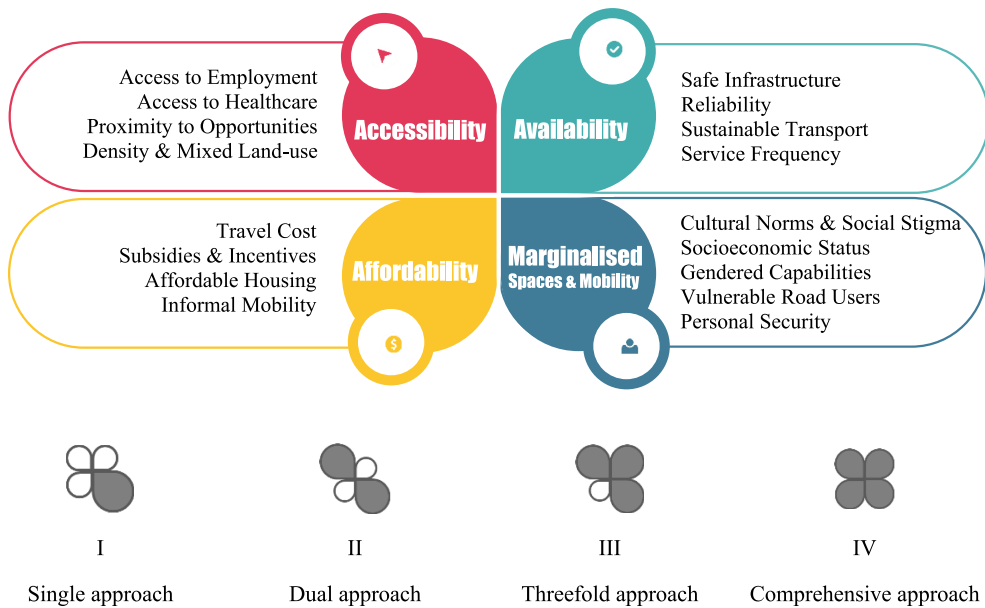 Access to Employment
Access to Healthcare
Proximity to Opportunities
Density & Mixed Land-use
Accessibility
Availability
Safe Infrastructure
Reliability
Sustainable Transport
Service Frequency
Travel Cost
Subsidies & Incentives
Affordable Housing
Informal Mobility
Affordability
$
Marginalised
Spaces & Mobility
Cultural Norms & Social Stigma
Socioeconomic Status
Gendered Capabilities
Vulnerable Road Users
Personal Security
I
II
III
IV
Single approach
Dual approach
Threefold approach
Comprehensive approach